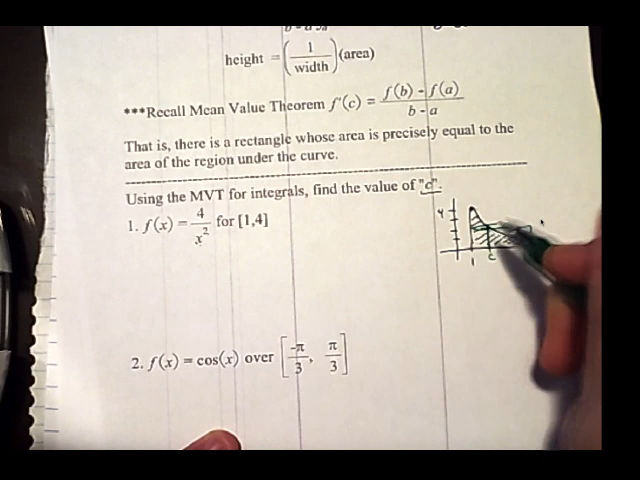 height = (1/width)(area)
***Recall Mean Value Theorem f'(c) = f(b) - f(a) / b - a
That is, there is a rectangle whose area is precisely equal to the
area of the region under the curve.
Using the MVT for integrals, find the value of "c".
1. f(x) = 4/x² for [1,4]
4
1 c
2. f(x) = cos(x) over [-π/3, π/3]